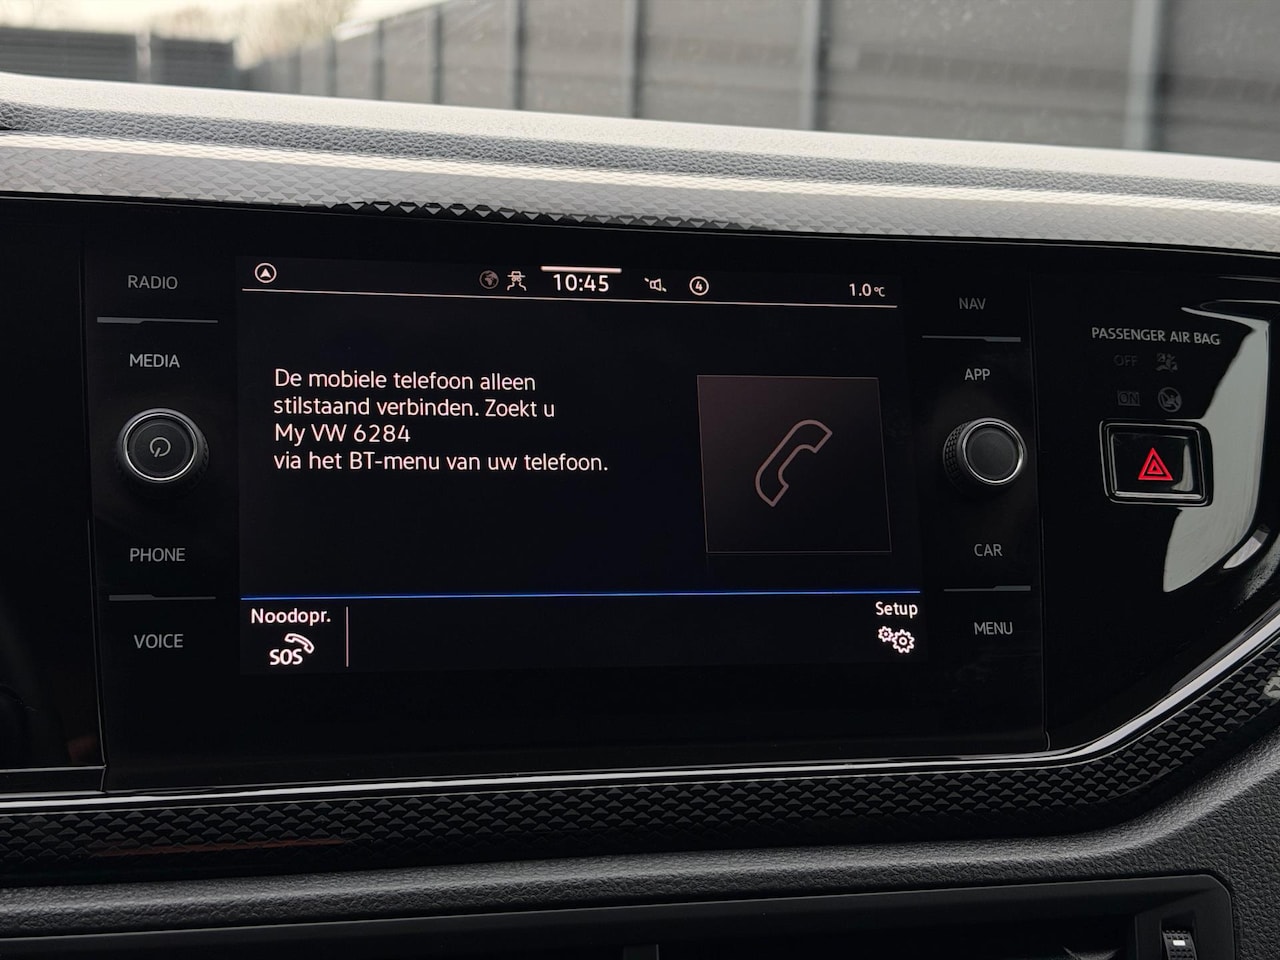 RADIO
MEDIA
PHONE
VOICE
10:45
4
1.0°C
De mobiele telefoon alleen
stilstaand verbinden. Zoekt u
My VW 6284
via het BT-menu van uw telefoon.
Noodopr.
SOS
Setup
NAV
APP
CAR
MENU
PASSENGER AIR BAG
OFF
ON